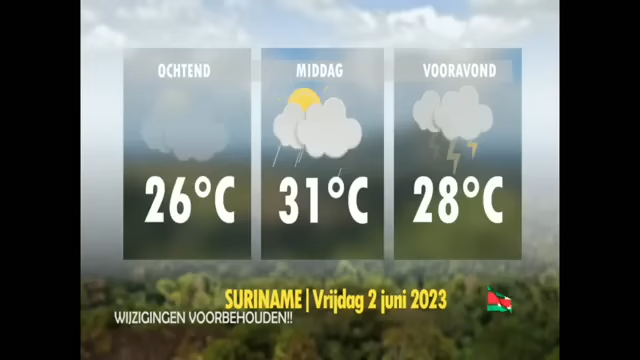 OCHTEND
MIDDAG
VOORAVOND
26°C
31°C
28°C
SURINAME | Vrijdag 2 juni 2023
WIJZIGINGEN VOORBEHOUDEN!!